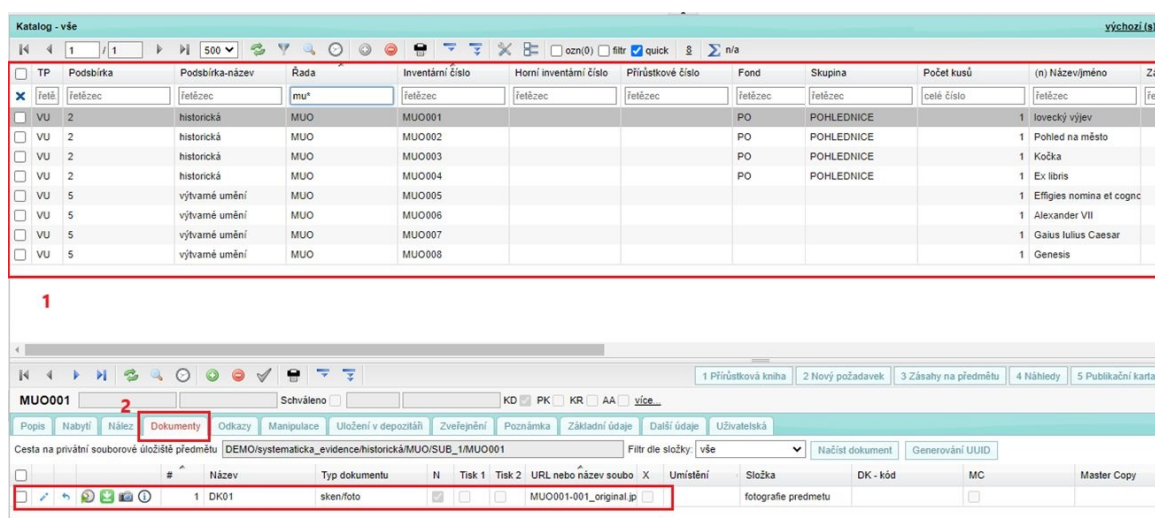 Katalog - vše výchozí (s)
1 / 1 500 ozn(0) filtr quick 8 n/a
TP Podsbírka Podsbírka-název Řada Inventární číslo Horní inventární číslo Přírůstkové číslo Fond Skupina Počet kusů (n) Název/jméno
řetě řetězec řetězec mu* řetězec řetězec řetězec řetězec řetězec celé číslo řetězec
VU 2 historická MUO MUO001 PO POHLEDNICE 1 lovecký výjev
VU 2 historická MUO MUO002 PO POHLEDNICE 1 Pohled na město
VU 2 historická MUO MUO003 PO POHLEDNICE 1 Kočka
VU 2 historická MUO MUO004 PO POHLEDNICE 1 Ex libris
VU 5 výtvarné umění MUO MUO005 1 Effigies nomina et cogno
VU 5 výtvarné umění MUO MUO006 1 Alexander VII
VU 5 výtvarné umění MUO MUO007 1 Gaius Iulius Caesar
VU 5 výtvarné umění MUO MUO008 1 Genesis
1
1 Přírůstková kniha 2 Nový požadavek 3 Zásahy na předmětu 4 Náhledy 5 Publikační karta
MUO001 2 Schváleno KD PK KR AA více...
Popis Nabytí Nález Dokumenty Odkazy Manipulace Uložení v depozitáři Zveřejnění Poznámka Základní údaje Další údaje Uživatelská
Cesta na privátní souborové úložiště předmětu DEMO/systematicka_evidence/historická/MUO/SUB_1/MUO001 Filtr dle složky: vše Načíst dokument Generování UUID
# Název Typ dokumentu N Tisk 1 Tisk 2 URL nebo název soubo X Umístění Složka DK - kód MC Master Copy
1 DK01 sken/foto MUO001-001_original.jp fotografie predmetu